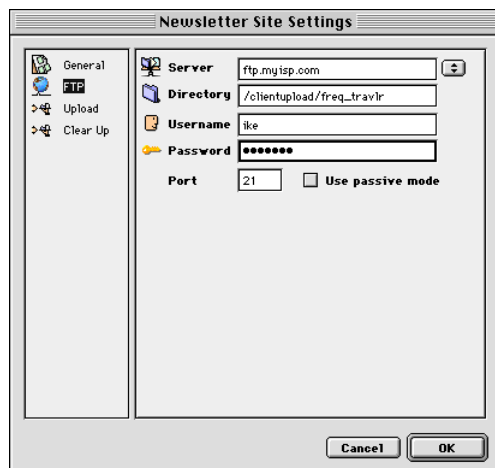 Newsletter Site Settings
General
FTP
Upload
Clear Up
Server ftp.myisp.com
Directory /clientupload/freq_travlr
Username ike
Password •••••••
Port 21 Use passive mode
Cancel OK